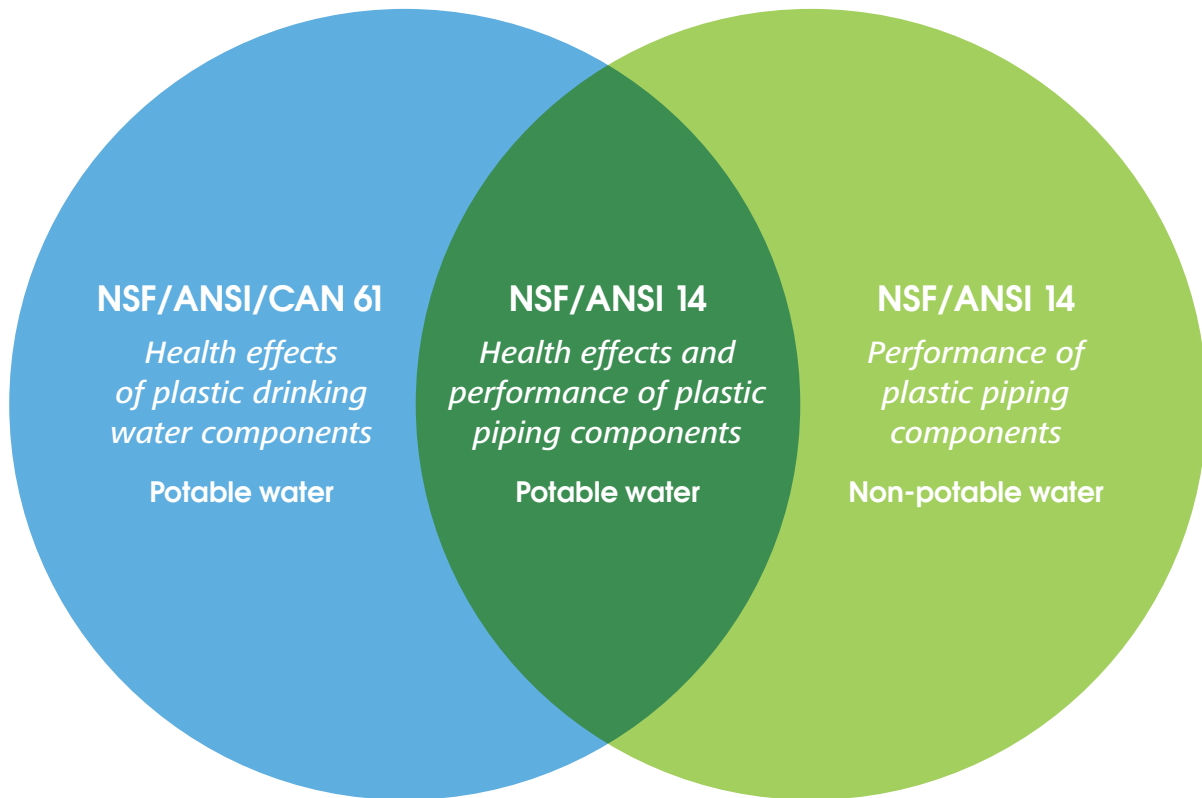 NSF/ANSI/CAN 61
Health effects
of plastic drinking
water components
Potable water
NSF/ANSI 14
Health effects and
performance of plastic
piping components
Potable water
NSF/ANSI 14
Performance of
plastic piping
components
Non-potable water